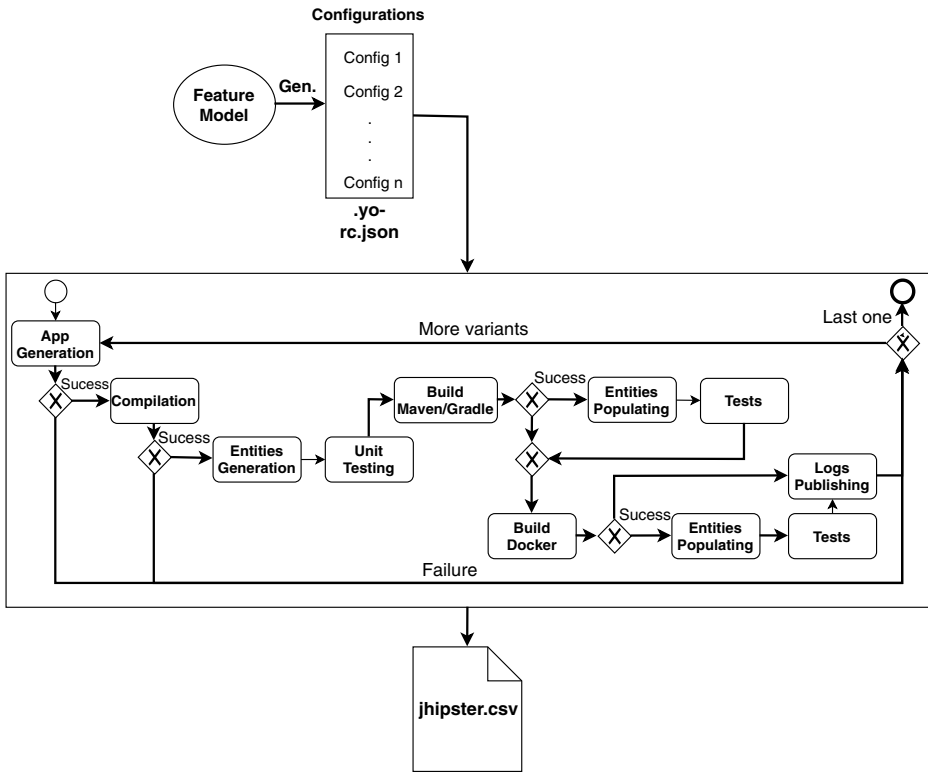 Configurations
Config 1
Config 2
.
.
.
Config n
Feature
Model
Gen.
.yo-
rc.json
App
Generation
More variants
Last one
X
Sucess
X
Compilation
Sucess
X
Entities
Generation
Unit
Testing
Build
Maven/Gradle
X
Sucess
Entities
Populating
Tests
X
Build
Docker
X
Sucess
Entities
Populating
Tests
Logs
Publishing
Failure
jhipster.csv